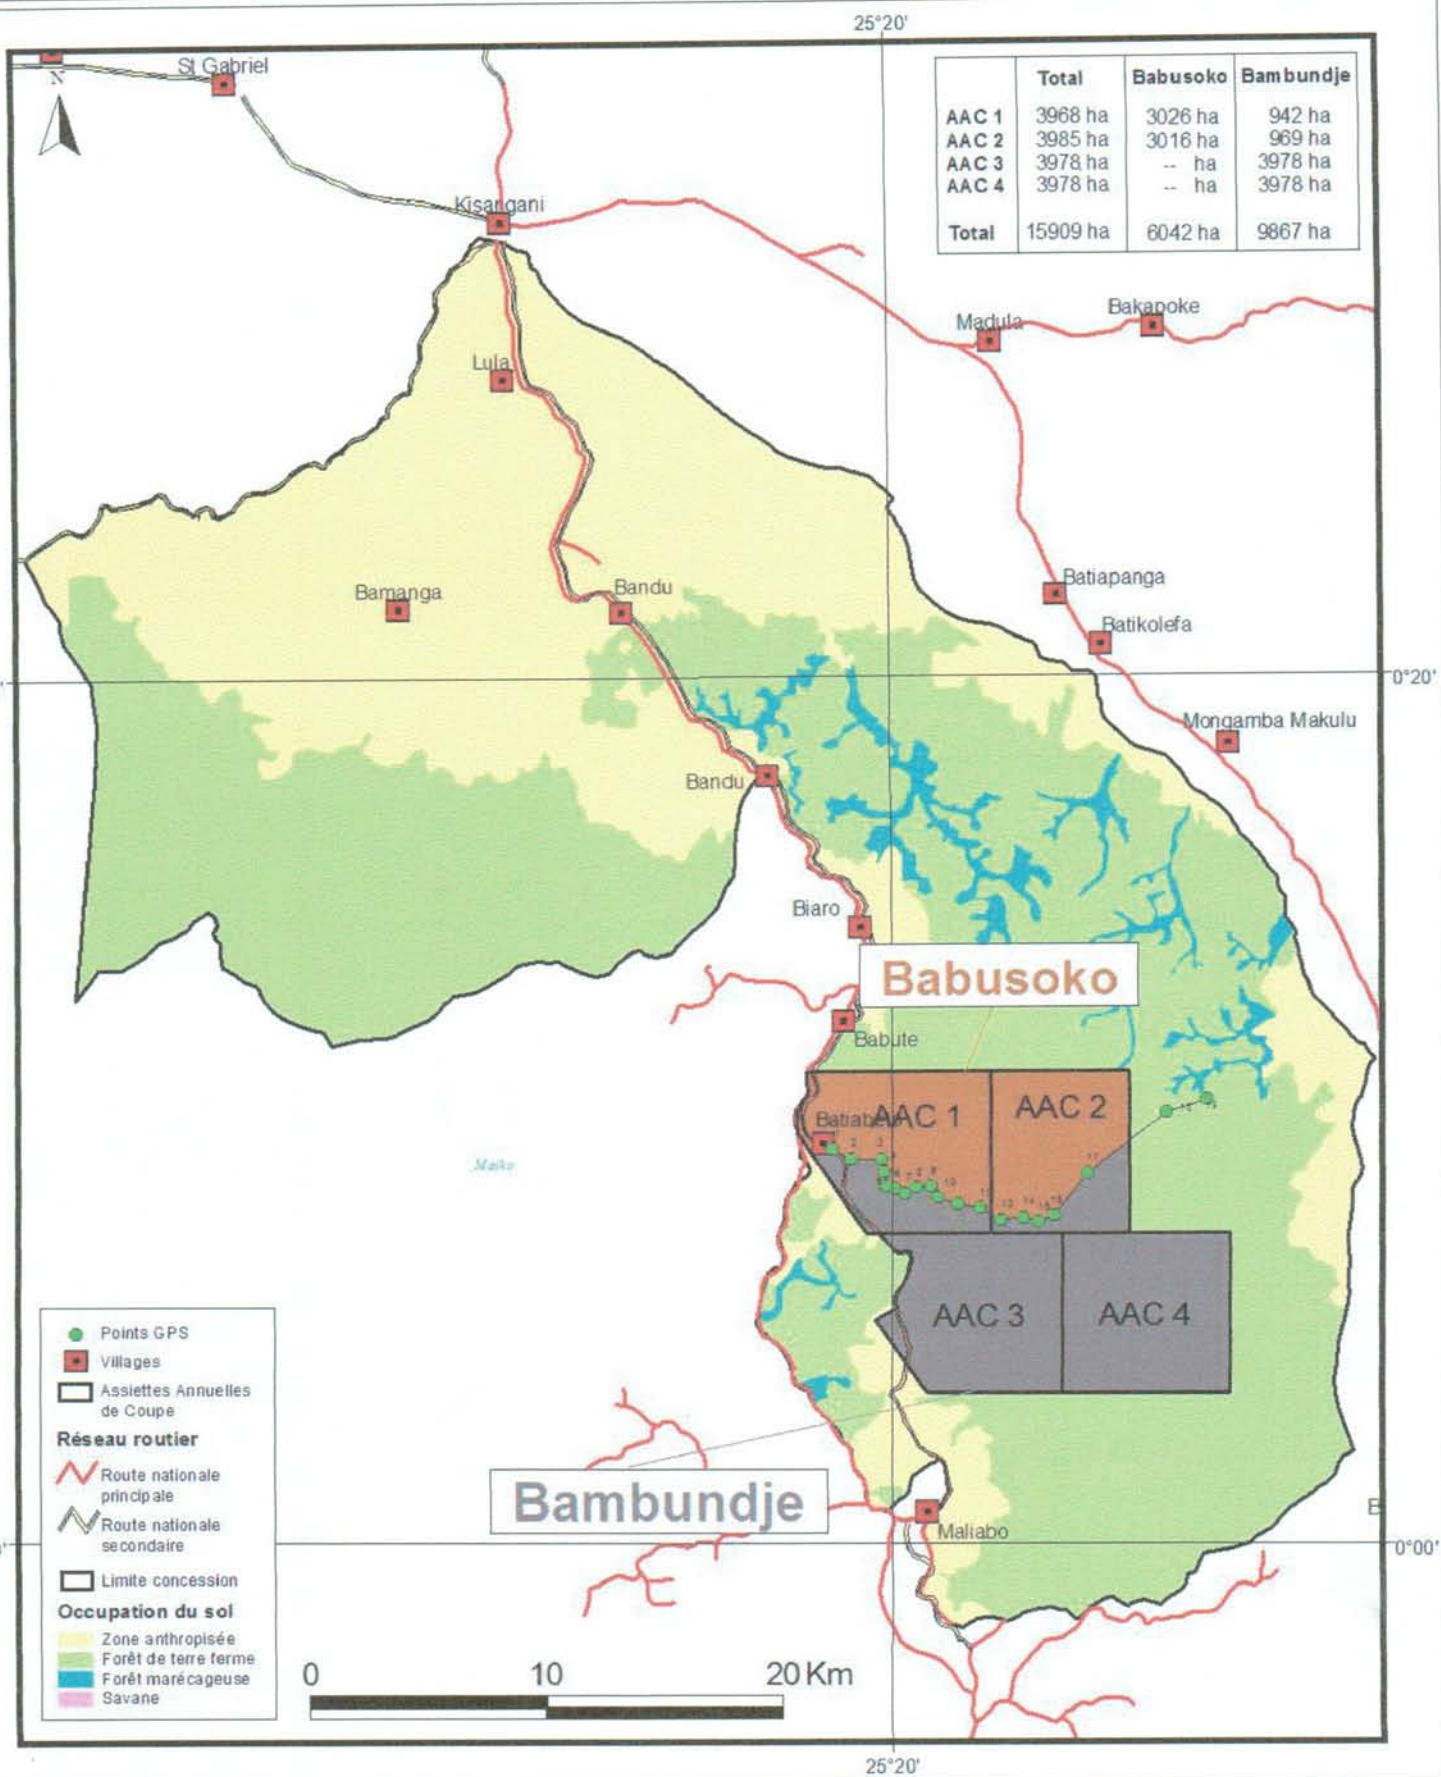 25°20'
St Gabriel
N
Total Babusoko Bambundje
AAC 1 3968 ha 3026 ha 942 ha
AAC 2 3985 ha 3016 ha 969 ha
AAC 3 3978 ha -- ha 3978 ha
AAC 4 3978 ha -- ha 3978 ha
Total 15909 ha 6042 ha 9867 ha
Kisangani
Bakapoke
Madula
Lula
Batiapanga
Bamanga
Bandu
Batikolefa
0°20'
Mongamba Makulu
Bandu
Biaro
Babusoko
Babute
AAC 1
AAC 2
Maiko
AAC 3
AAC 4
Points GPS
Villages
Assiettes Annuelles
de Coupe
Réseau routier
Route nationale
principale
Route nationale
secondaire
Limite concession
Occupation du sol
Zone anthropisée
Forêt de terre ferme
Forêt marécageuse
Savane
Bambundje
Maliabo
0°00'
0 10 20 Km
25°20'